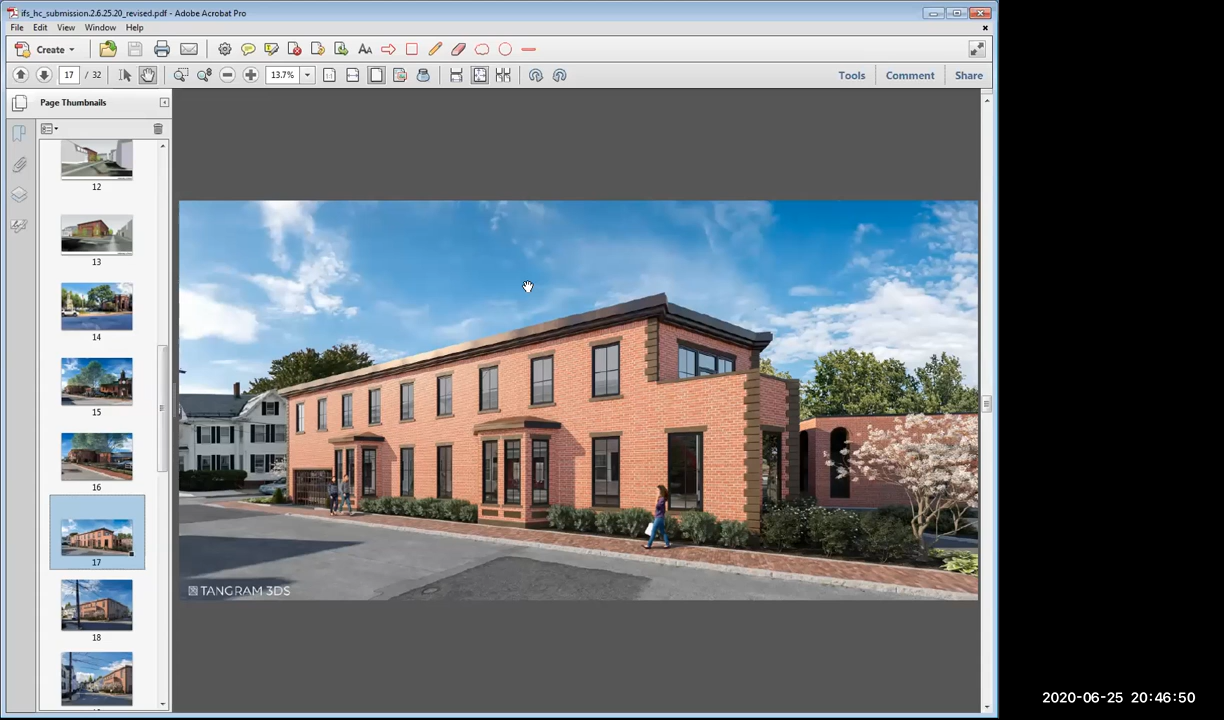 ifs_hc_submission.2.6.25.20_revised.pdf - Adobe Acrobat Pro
File Edit View Window Help
Create
17 / 32
13.7%
Tools Comment Share
Page Thumbnails
12
13
14
15
16
17
18
TANGRAM 3DS
2020-06-25 20:46:50